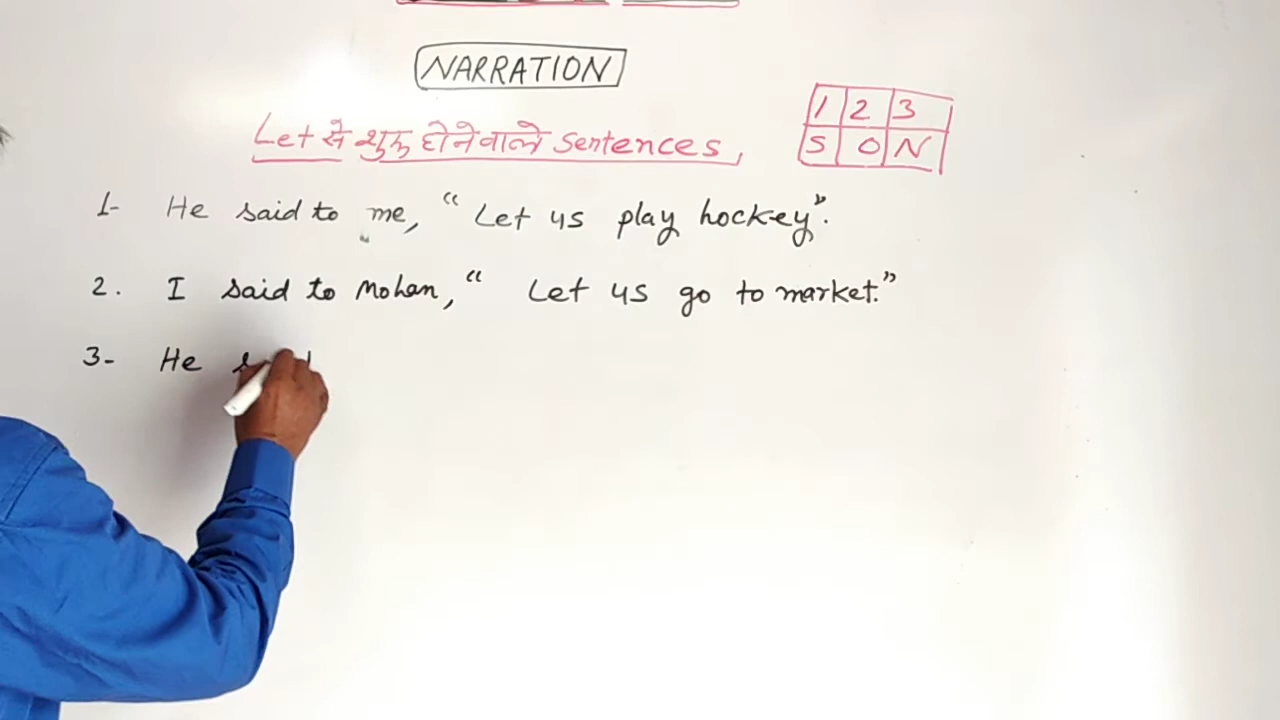 NARRATION
Let से शुरू होने वाले Sentences,
1 2 3
S O N
1- He said to me, “Let us play hockey”.
2. I said to Mohan, “ Let us go to market.”
3- He